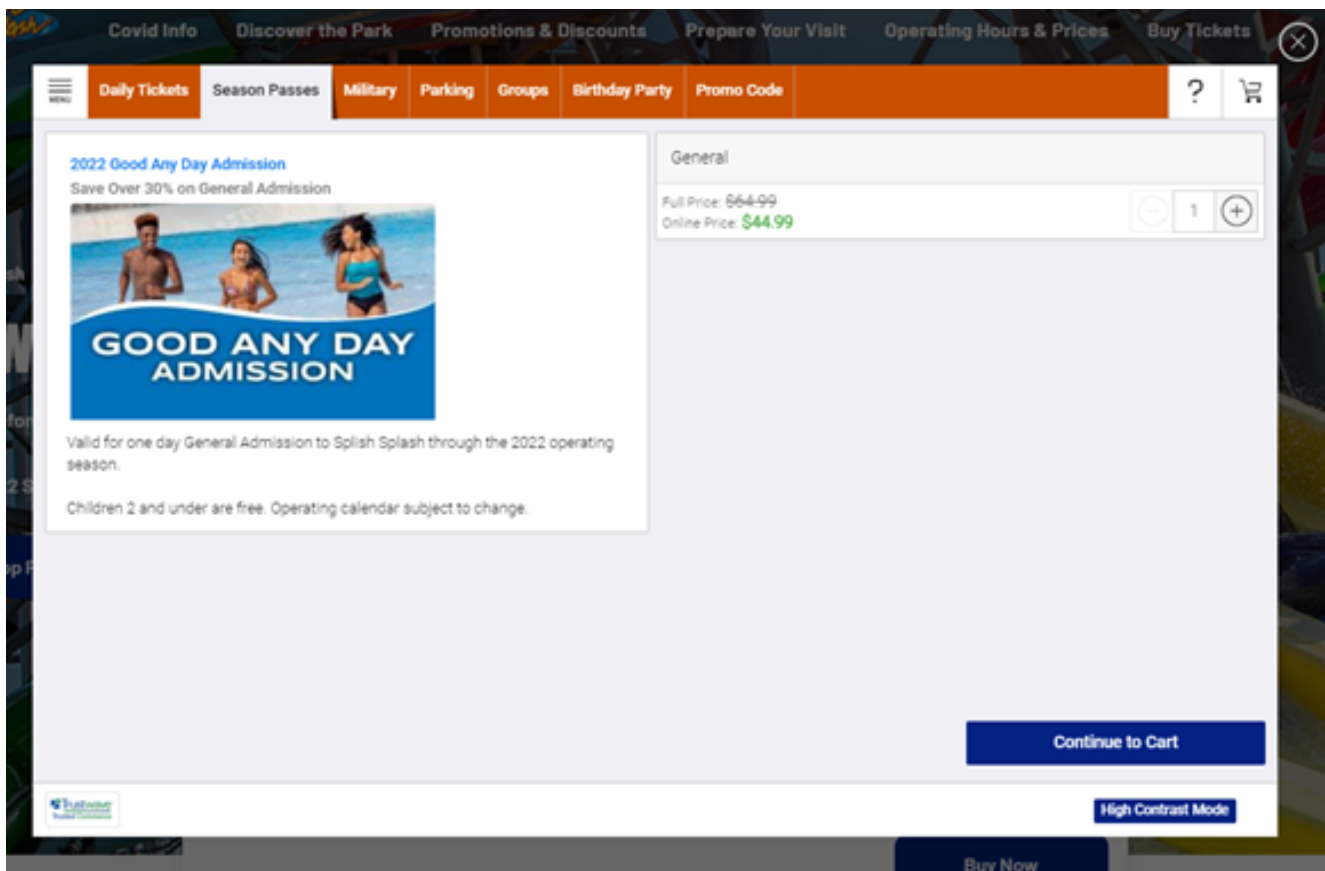 Covid Info Discover the Park Promotions & Discounts Prepare Your Visit Operating Hours & Prices Buy Tickets
MENU Daily Tickets Season Passes Military Parking Groups Birthday Party Promo Code ?
2022 Good Any Day Admission
Save Over 30% on General Admission
GOOD ANY DAY
ADMISSION
Valid for one day General Admission to Splish Splash through the 2022 operating
season.
Children 2 and under are free. Operating calendar subject to change.
General
Full Price: $64.99
Online Price: $44.99
1
Continue to Cart
Trustwave
Trusted Commerce
High Contrast Mode
Buy Now